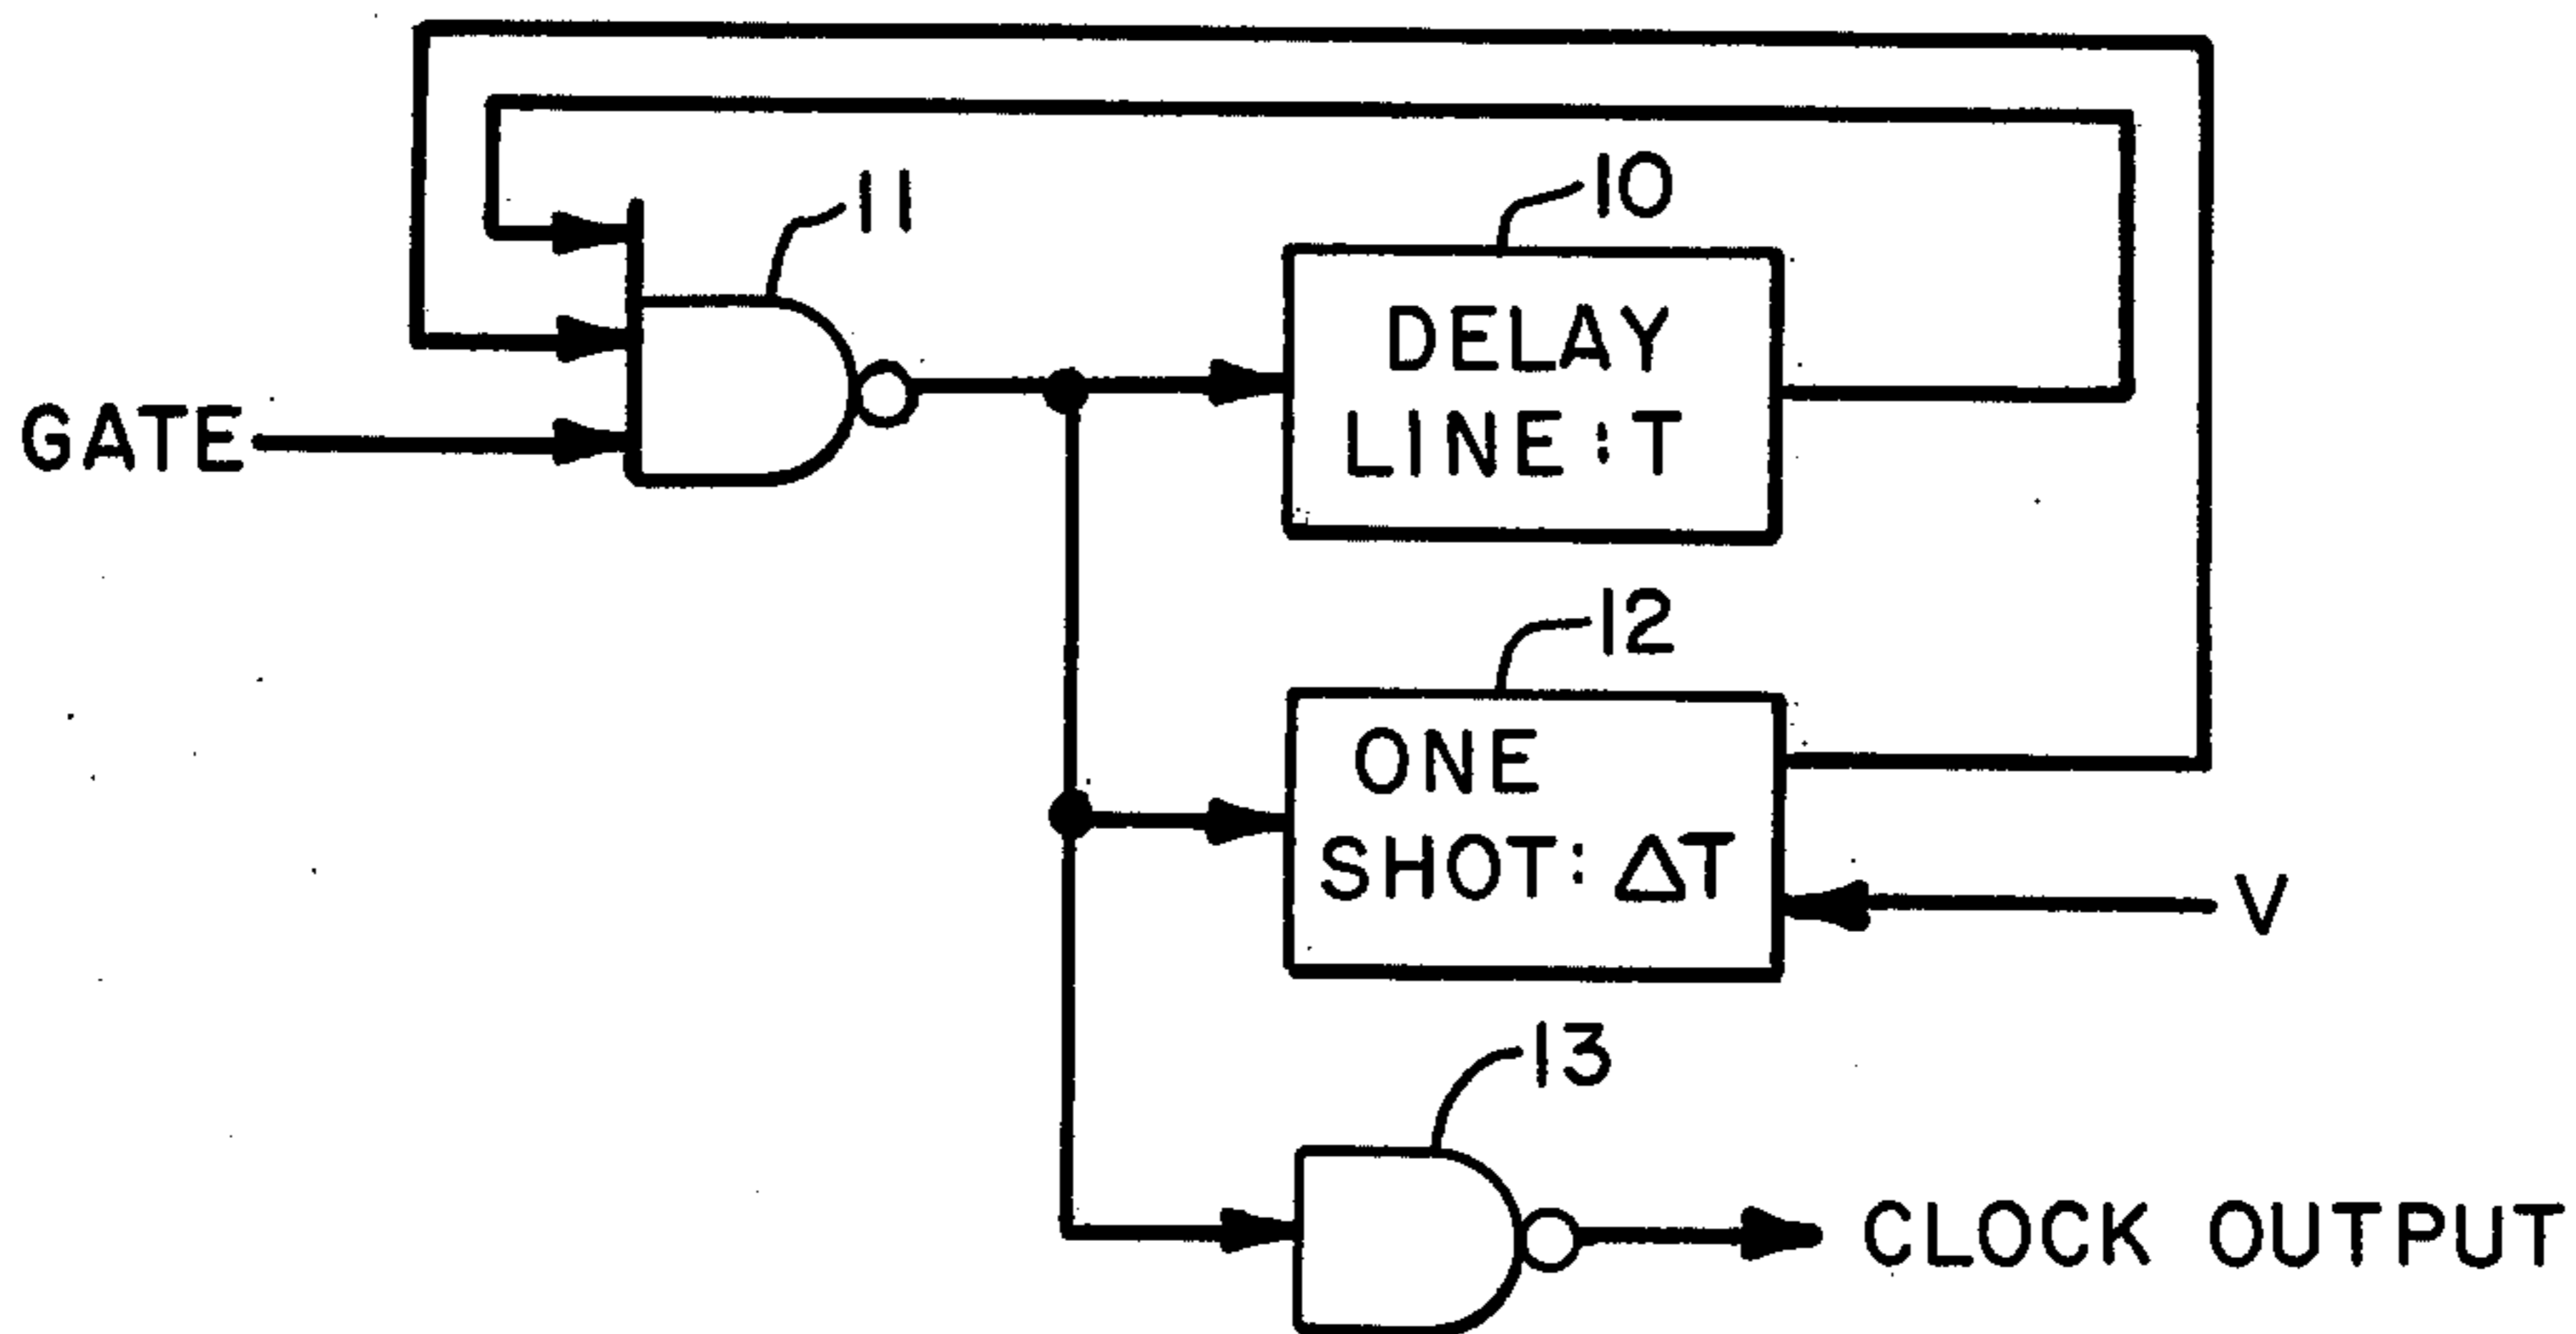 11
10
DELAY
LINE:T
GATE
12
ONE
SHOT: ΔT
V
13
CLOCK OUTPUT